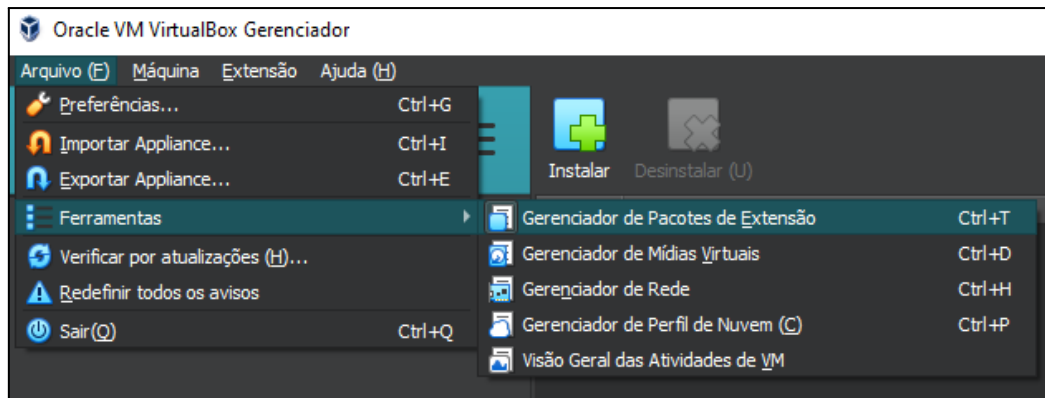 Oracle VM VirtualBox Gerenciador
Arquivo (F) Máquina Extensão Ajuda (H)
Preferências... Ctrl+G
Importar Appliance... Ctrl+I
Exportar Appliance... Ctrl+E
Ferramentas
Verificar por atualizações (H)...
Redefinir todos os avisos
Sair(Q) Ctrl+Q
Instalar Desinstalar (U)
Gerenciador de Pacotes de Extensão Ctrl+T
Gerenciador de Mídias Virtuais Ctrl+D
Gerenciador de Rede Ctrl+H
Gerenciador de Perfil de Nuvem (C) Ctrl+P
Visão Geral das Atividades de VM